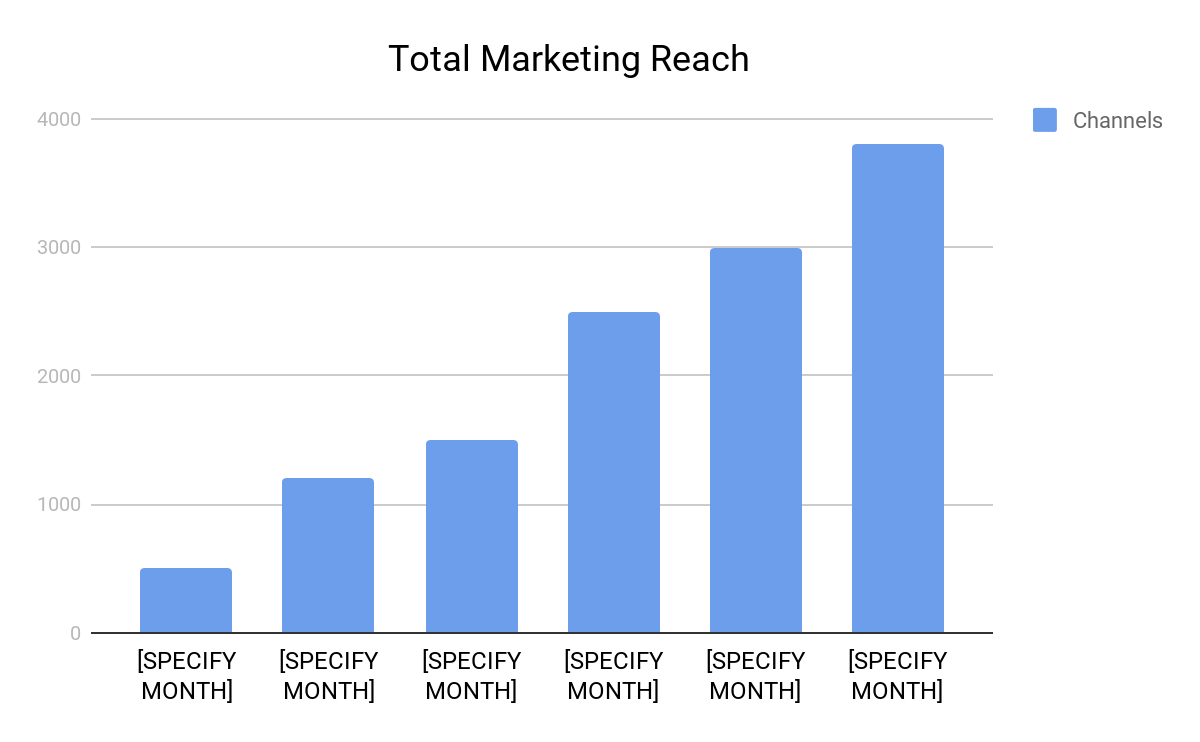 Total Marketing Reach
4000
Channels
3000
2000
1000
0
[SPECIFY
MONTH]
[SPECIFY
MONTH]
[SPECIFY
MONTH]
[SPECIFY
MONTH]
[SPECIFY
MONTH]
[SPECIFY
MONTH]